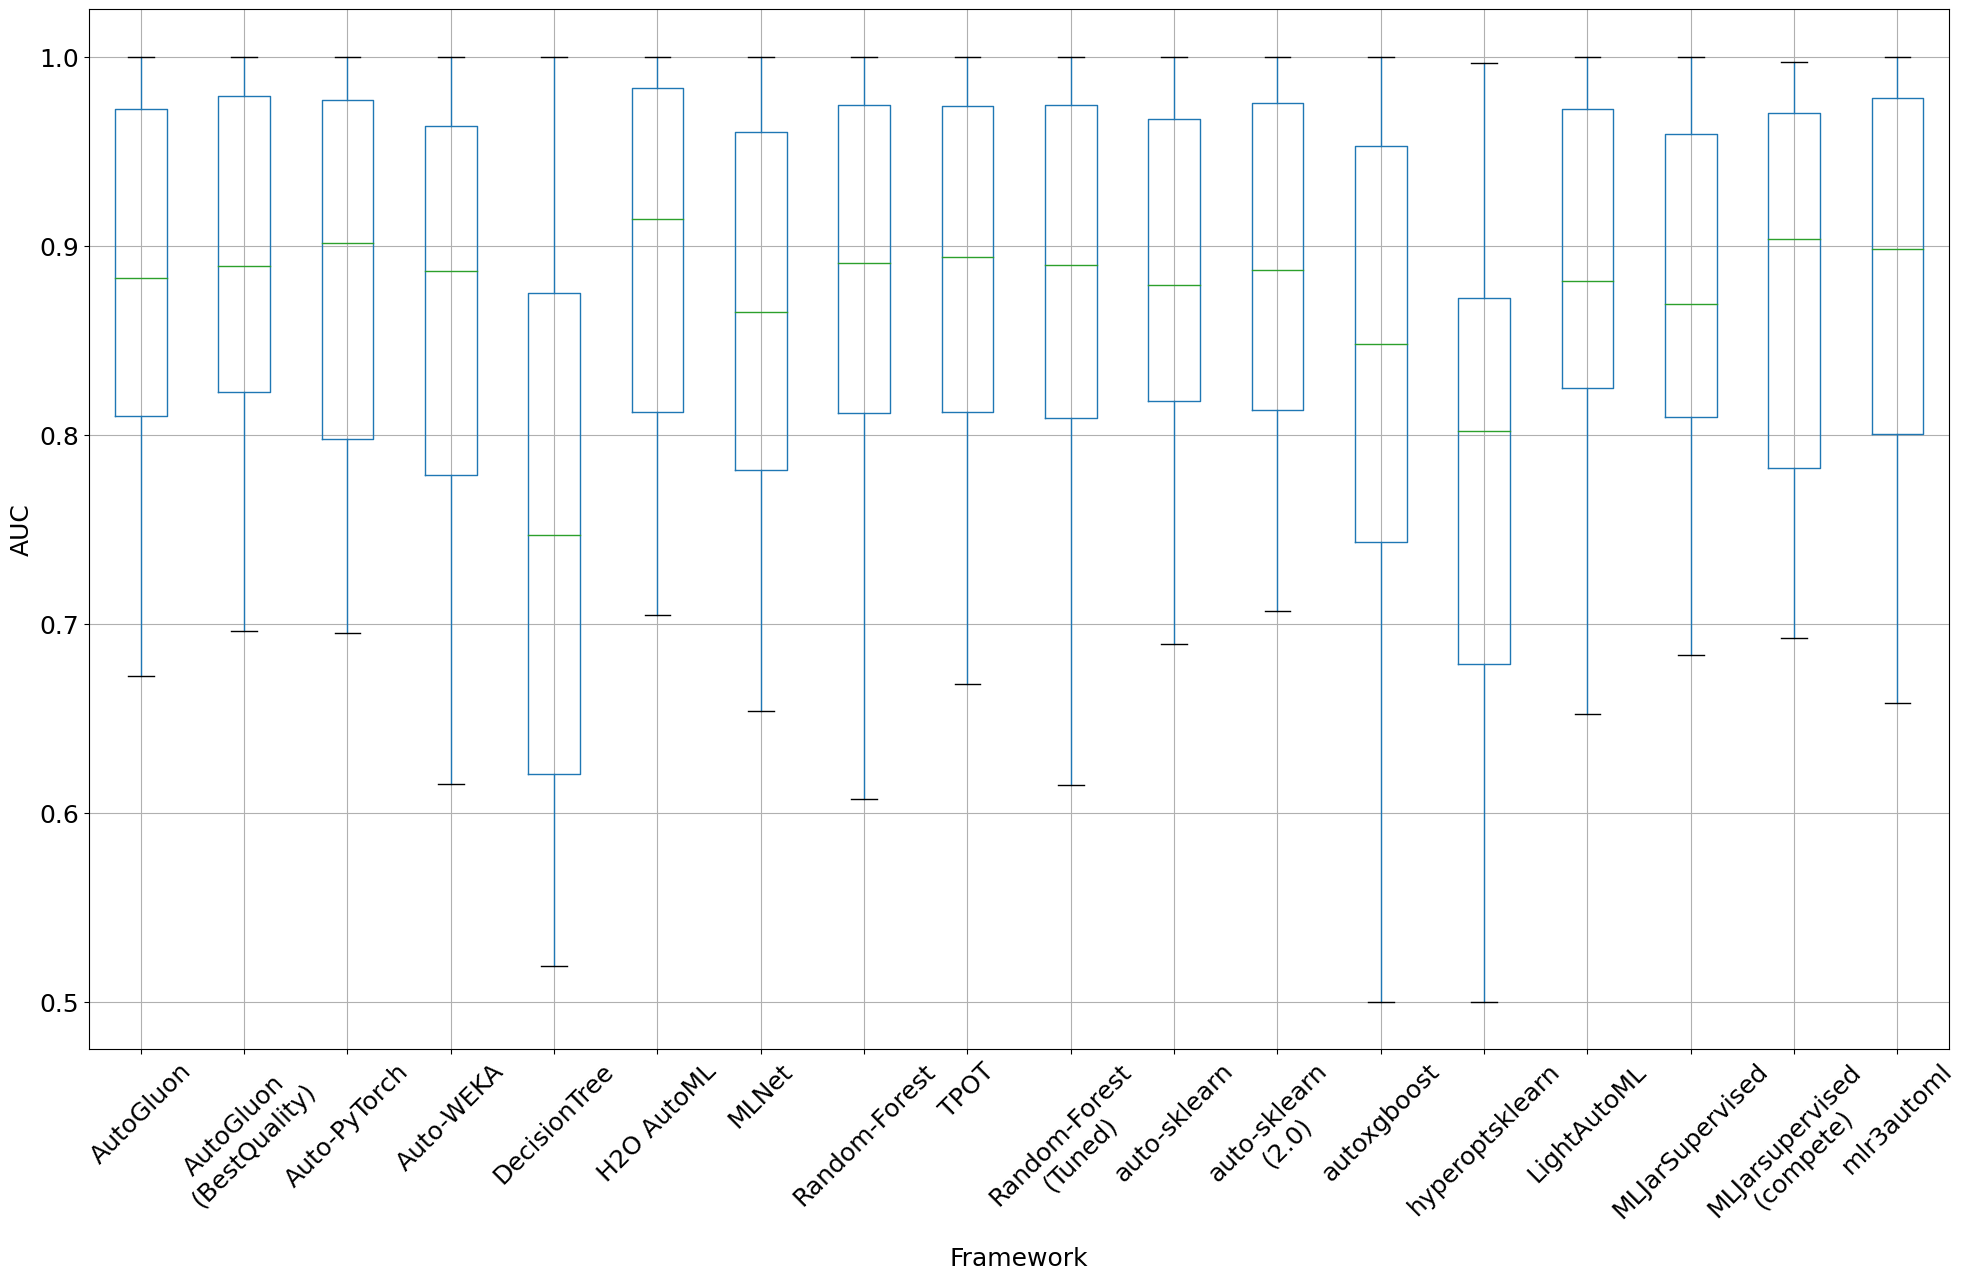 1.0
0.9
0.8
0.7
0.6
0.5
AUC
AutoGluon
AutoGluon
(BestQuality)
Auto-PyTorch
Auto-WEKA
DecisionTree
H2O AutoML
MLNet
Random-Forest
TPOT
Random-Forest
(Tuned)
auto-sklearn
auto-sklearn
(2.0)
autoxgboost
hyperoptsklearn
LightAutoML
MLJarSupervised
MLJarsupervised
(compete)
mlr3automl
Framework